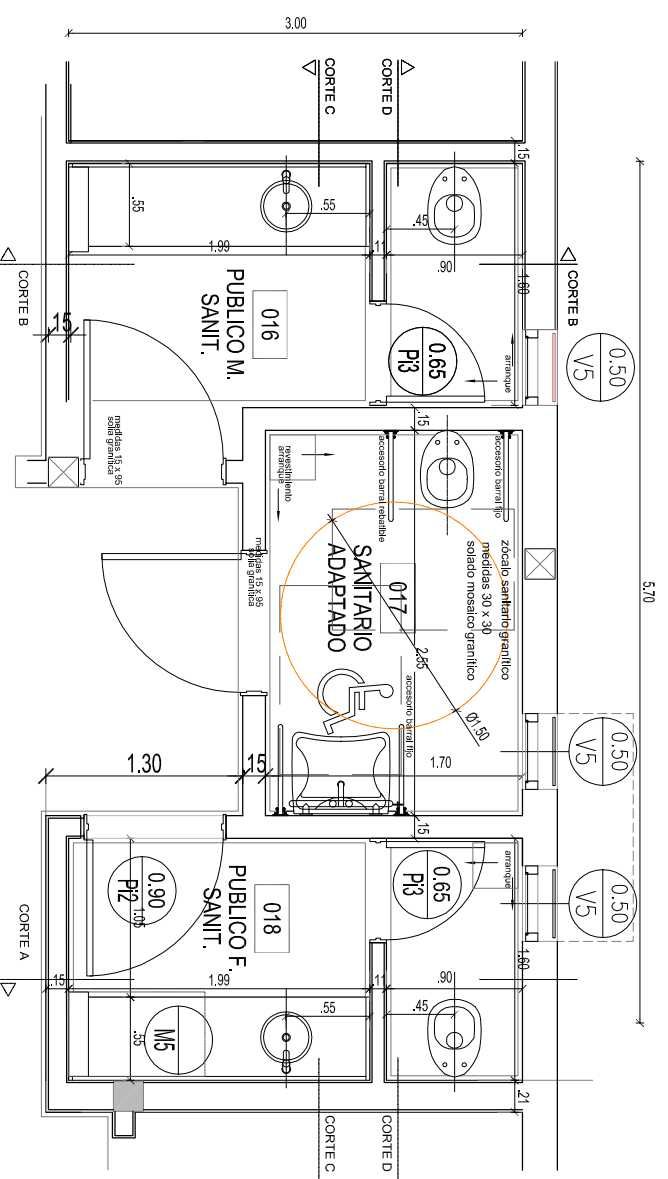 3.00
CORTE C
CORTE D
.15
5.70
.55
.55
.45
1.99
.11
.90
1.60
CORTE B
CORTE B
016
PUBLICO M.
SANIT.
.15
0.65
Pi3
arranque
0.50
V5
solia granítica
medidas 15 x 95
.15
revestimiento
arranque
accesorio barral rebatible
accesorio barral fijo
zócalo sanitario granítico
medidas 30 x 30
solado mosaico granítico
solia granítica
medidas 15 x 95
017
SANITARIO
ADAPTADO
2.55
Ø1.50
accesorio barral fijo
1.30
15
1.70
0.50
V5
.15
0.90
Pi2
1.05
018
PUBLICO F.
SANIT.
0.65
Pi3
arranque
0.50
V5
CORTE A
.15
1.99
.11
.90
1.60
.55
M5
.55
.45
.21
CORTE C
CORTE D